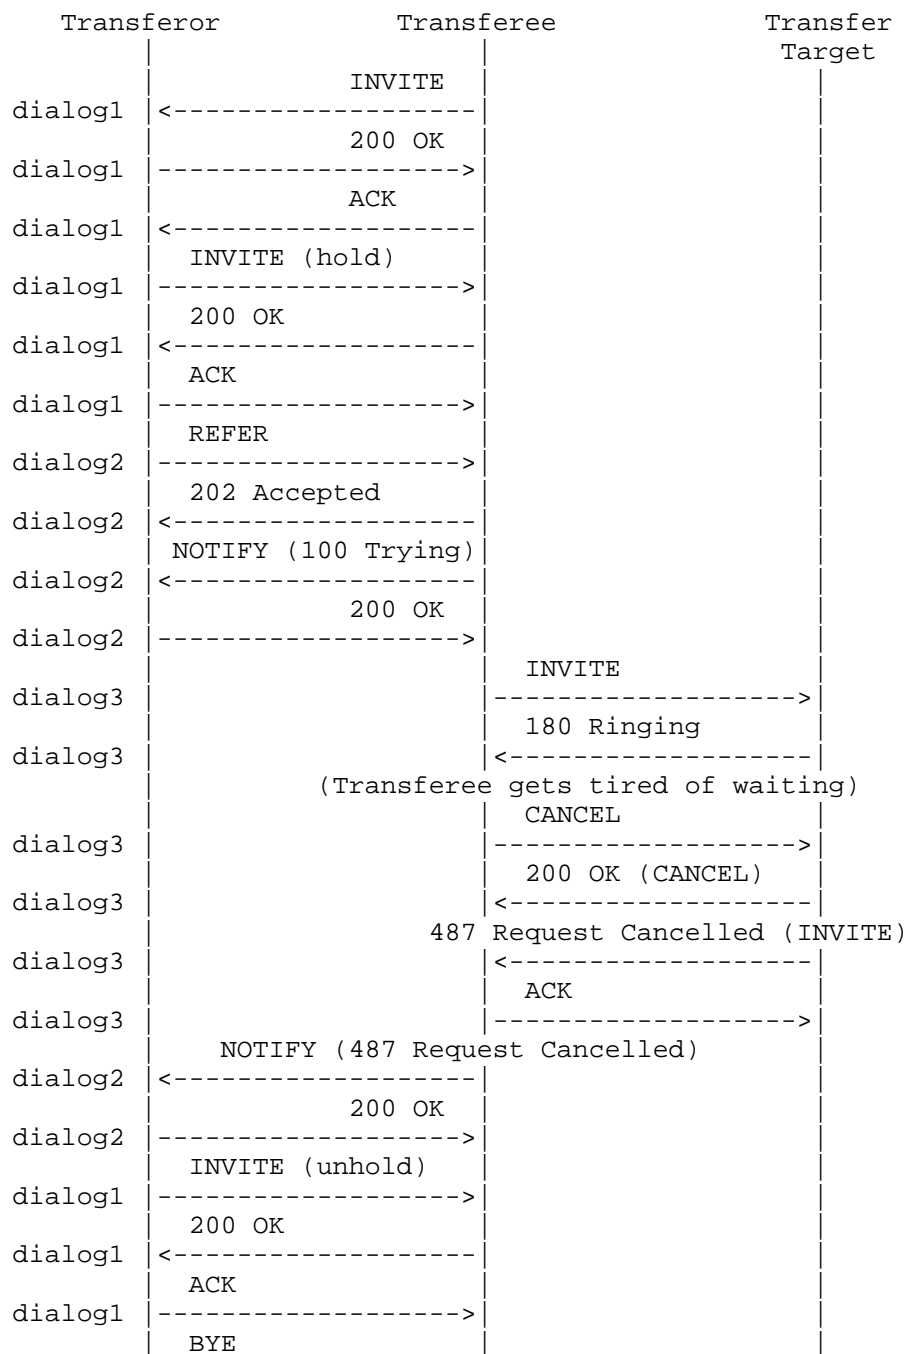 Transferor Transferee Transfer
Target
INVITE
dialog1 |<-------------------|
200 OK
dialog1 |------------------->|
ACK
dialog1 |<-------------------|
INVITE (hold)
dialog1 |------------------->|
200 OK
dialog1 |<-------------------|
ACK
dialog1 |------------------->|
REFER
dialog2 |------------------->|
202 Accepted
dialog2 |<-------------------|
NOTIFY (100 Trying)
dialog2 |<-------------------|
200 OK
dialog2 |------------------->|
INVITE
dialog3 |------------------->|
180 Ringing
dialog3 |<-------------------|
(Transferee gets tired of waiting)
CANCEL
dialog3 |------------------->|
200 OK (CANCEL)
dialog3 |<-------------------|
487 Request Cancelled (INVITE)
dialog3 |<-------------------|
ACK
dialog3 |------------------->|
NOTIFY (487 Request Cancelled)
dialog2 |<-------------------|
200 OK
dialog2 |------------------->|
INVITE (unhold)
dialog1 |------------------->|
200 OK
dialog1 |<-------------------|
ACK
dialog1 |------------------->|
BYE